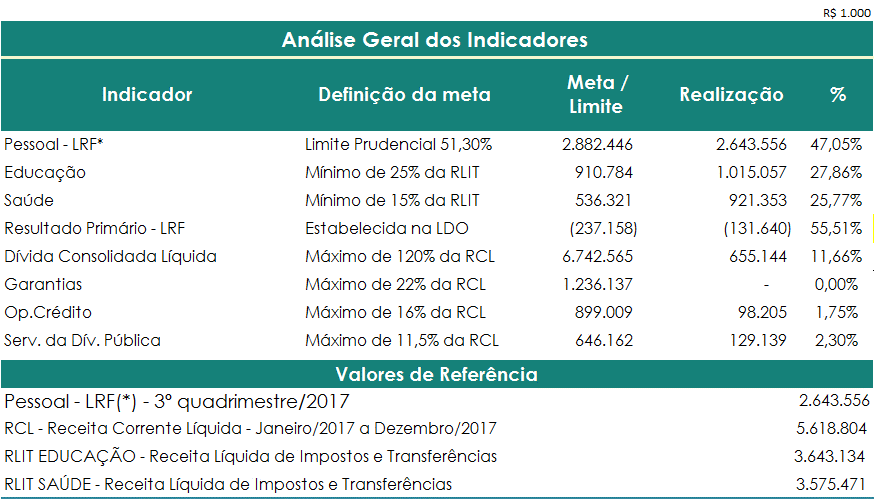 R$ 1.000
Análise Geral dos Indicadores
Indicador Definição da meta Meta / Limite Realização %
Pessoal - LRF* Limite Prudencial 51,30% 2.882.446 2.643.556 47,05%
Educação Mínimo de 25% da RLIT 910.784 1.015.057 27,86%
Saúde Mínimo de 15% da RLIT 536.321 921.353 25,77%
Resultado Primário - LRF Estabelecida na LDO (237.158) (131.640) 55,51%
Dívida Consolidada Líquida Máximo de 120% da RCL 6.742.565 655.144 11,66%
Garantias Máximo de 22% da RCL 1.236.137 - 0,00%
Op.Crédito Máximo de 16% da RCL 899.009 98.205 1,75%
Serv. da Dív. Pública Máximo de 11,5% da RCL 646.162 129.139 2,30%
Valores de Referência
Pessoal - LRF(*) - 3º quadrimestre/2017 2.643.556
RCL - Receita Corrente Líquida - Janeiro/2017 a Dezembro/2017 5.618.804
RLIT EDUCAÇÃO - Receita Líquida de Impostos e Transferências 3.643.134
RLIT SAÚDE - Receita Líquida de Impostos e Transferências 3.575.471